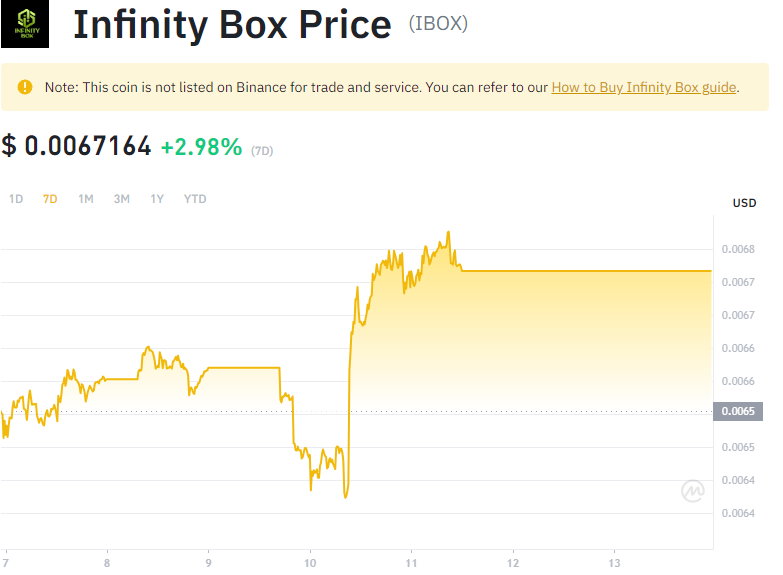 INFINITY
BOX
Infinity Box Price (IBOX)
Note: This coin is not listed on Binance for trade and service. You can refer to our How to Buy Infinity Box guide.
$ 0.0067164 +2.98% (7D)
1D 7D 1M 3M 1Y YTD
USD
0.0068
0.0067
0.0067
0.0066
0.0066
0.0065
0.0065
0.0064
0.0064
7 8 9 10 11 12 13